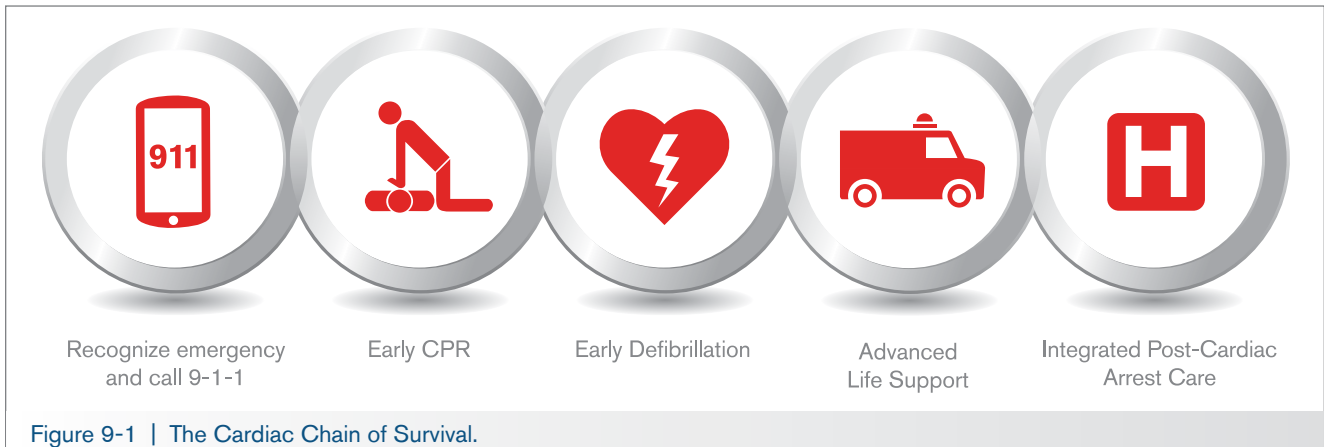 911
H
Recognize emergency
and call 9-1-1
Early CPR
Early Defibrillation
Advanced
Life Support
Integrated Post-Cardiac
Arrest Care
Figure 9-1 | The Cardiac Chain of Survival.